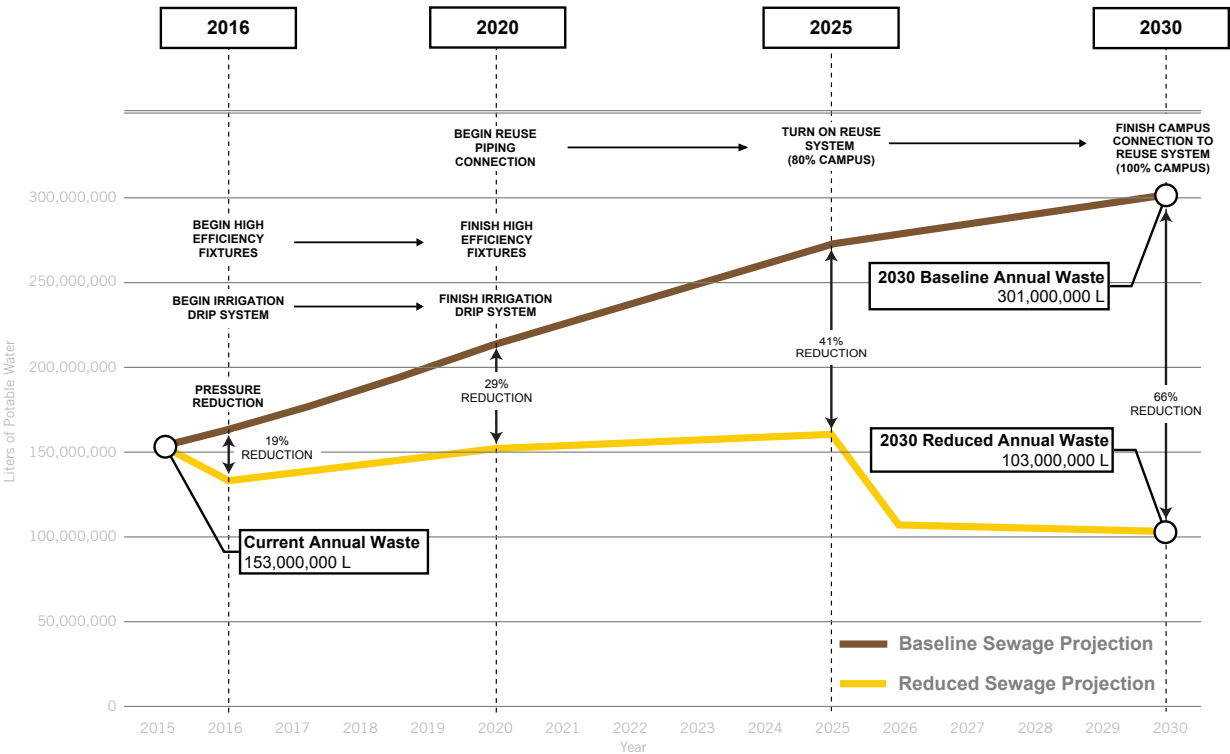 2016
2020
2025
2030
BEGIN REUSE
PIPING
CONNECTION
TURN ON REUSE
SYSTEM
(80% CAMPUS)
FINISH CAMPUS
CONNECTION TO
REUSE SYSTEM
(100% CAMPUS)
300,000,000
BEGIN HIGH
EFFICIENCY
FIXTURES
FINISH HIGH
EFFICIENCY
FIXTURES
2030 Baseline Annual Waste
301,000,000 L
250,000,000
BEGIN IRRIGATION
DRIP SYSTEM
FINISH IRRIGATION
DRIP SYSTEM
41%
REDUCTION
200,000,000
PRESSURE
REDUCTION
29%
REDUCTION
66%
REDUCTION
19%
REDUCTION
2030 Reduced Annual Waste
103,000,000 L
150,000,000
Liters of Potable Water
100,000,000
Current Annual Waste
153,000,000 L
50,000,000
Baseline Sewage Projection
Reduced Sewage Projection
0
2015 2016 2017 2018 2019 2020 2021 2022 2023 2024 2025 2026 2027 2028 2029 2030
Year